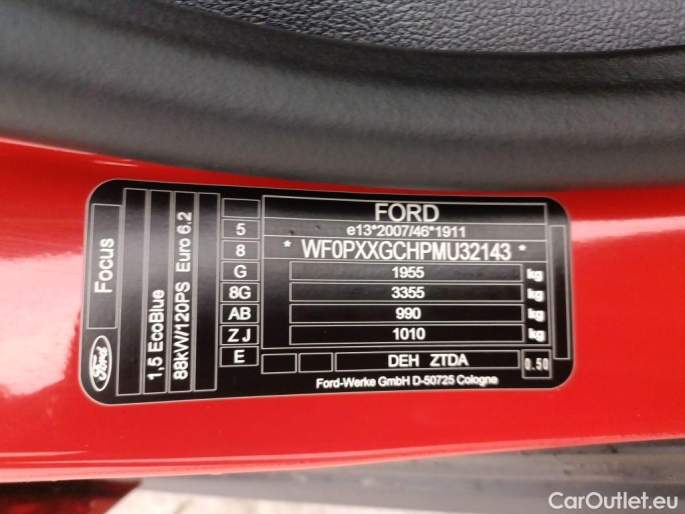 FORD
5 e13*2007/46*1911
8 * WF0PXXGCHPMU32143 *
G 1955 kg
8G 3355 kg
AB 990 kg
ZJ 1010 kg
E DEH ZTDA 0.50
Ford-Werke GmbH D-50725 Cologne
Focus
1,5 EcoBlue
88kW/120PS Euro 6.2
Ford
CarOutlet.eu